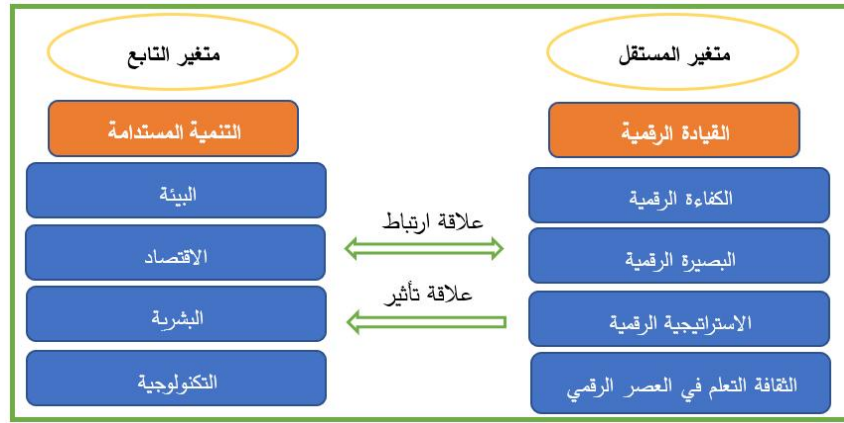 متغير المستقل
القيادة الرقمية
الكفاءة الرقمية
البصيرة الرقمية
الاستراتيجية الرقمية
الثقافة التعلم في العصر الرقمي
علاقة ارتباط
علاقة تأثير
متغير التابع
التنمية المستدامة
البيئة
الاقتصاد
البشرية
التكنولوجية